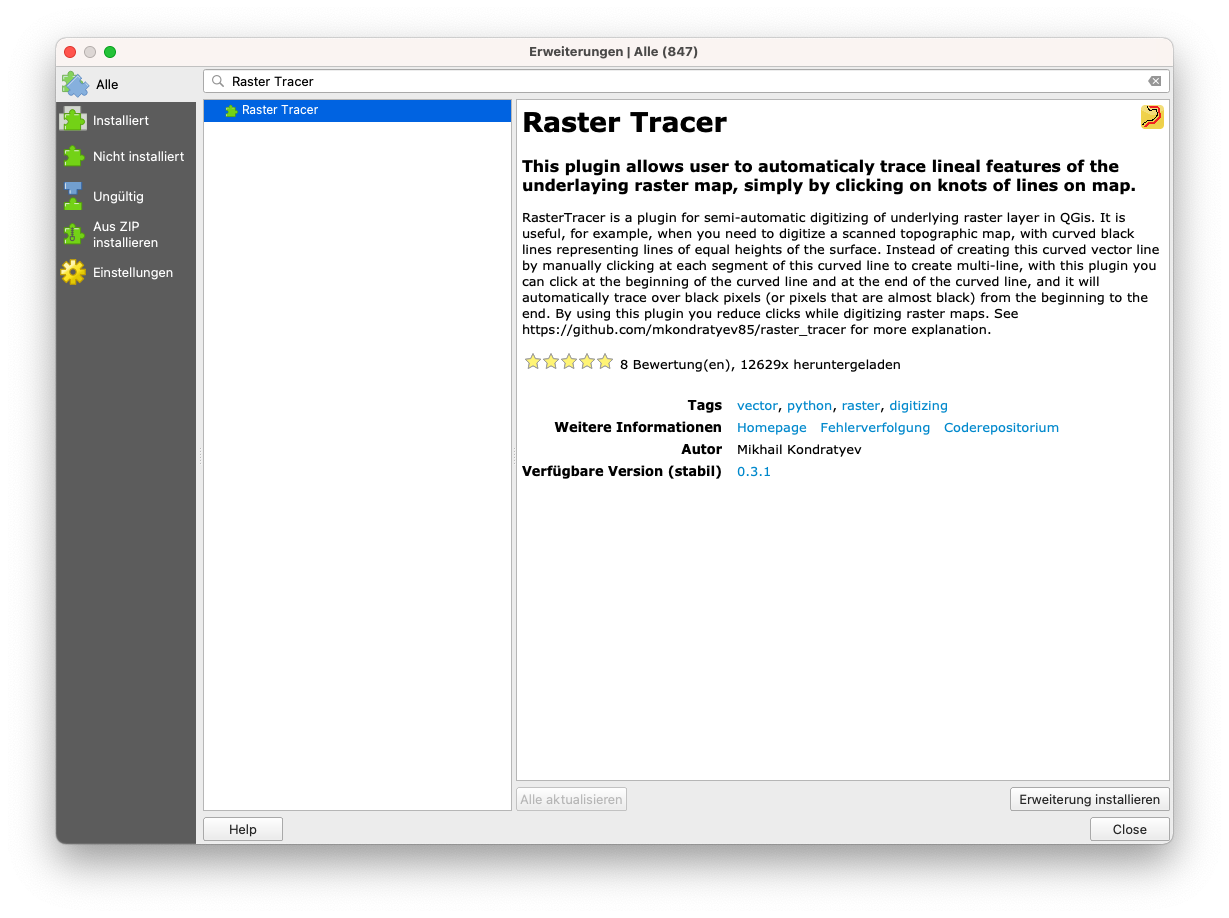 Erweiterungen | Alle (847)
Alle
Installiert
Nicht installiert
Ungültig
Aus ZIP
installieren
Einstellungen
Raster Tracer
Raster Tracer
Raster Tracer
This plugin allows user to automaticaly trace lineal features of the
underlaying raster map, simply by clicking on knots of lines on map.
RasterTracer is a plugin for semi-automatic digitizing of underlying raster layer in QGis. It is
useful, for example, when you need to digitize a scanned topographic map, with curved black
lines representing lines of equal heights of the surface. Instead of creating this curved vector line
by manually clicking at each segment of this curved line to create multi-line, with this plugin you
can click at the beginning of the curved line and at the end of the curved line, and it will
automatically trace over black pixels (or pixels that are almost black) from the beginning to the
end. By using this plugin you reduce clicks while digitizing raster maps. See
https://github.com/mkondratyev85/raster_tracer for more explanation.
8 Bewertung(en), 12629x heruntergeladen
Tags vector, python, raster, digitizing
Weitere Informationen Homepage Fehlerverfolgung Coderepositorium
Autor Mikhail Kondratyev
Verfügbare Version (stabil) 0.3.1
Alle aktualisieren
Erweiterung installieren
Help
Close